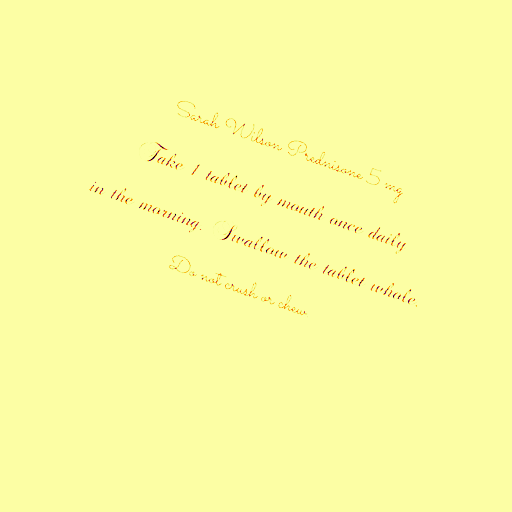 Sarah Wilson Prednisone 5 mg
Take 1 tablet by mouth once daily
in the morning. Swallow the tablet whole.
Do not crush or chew